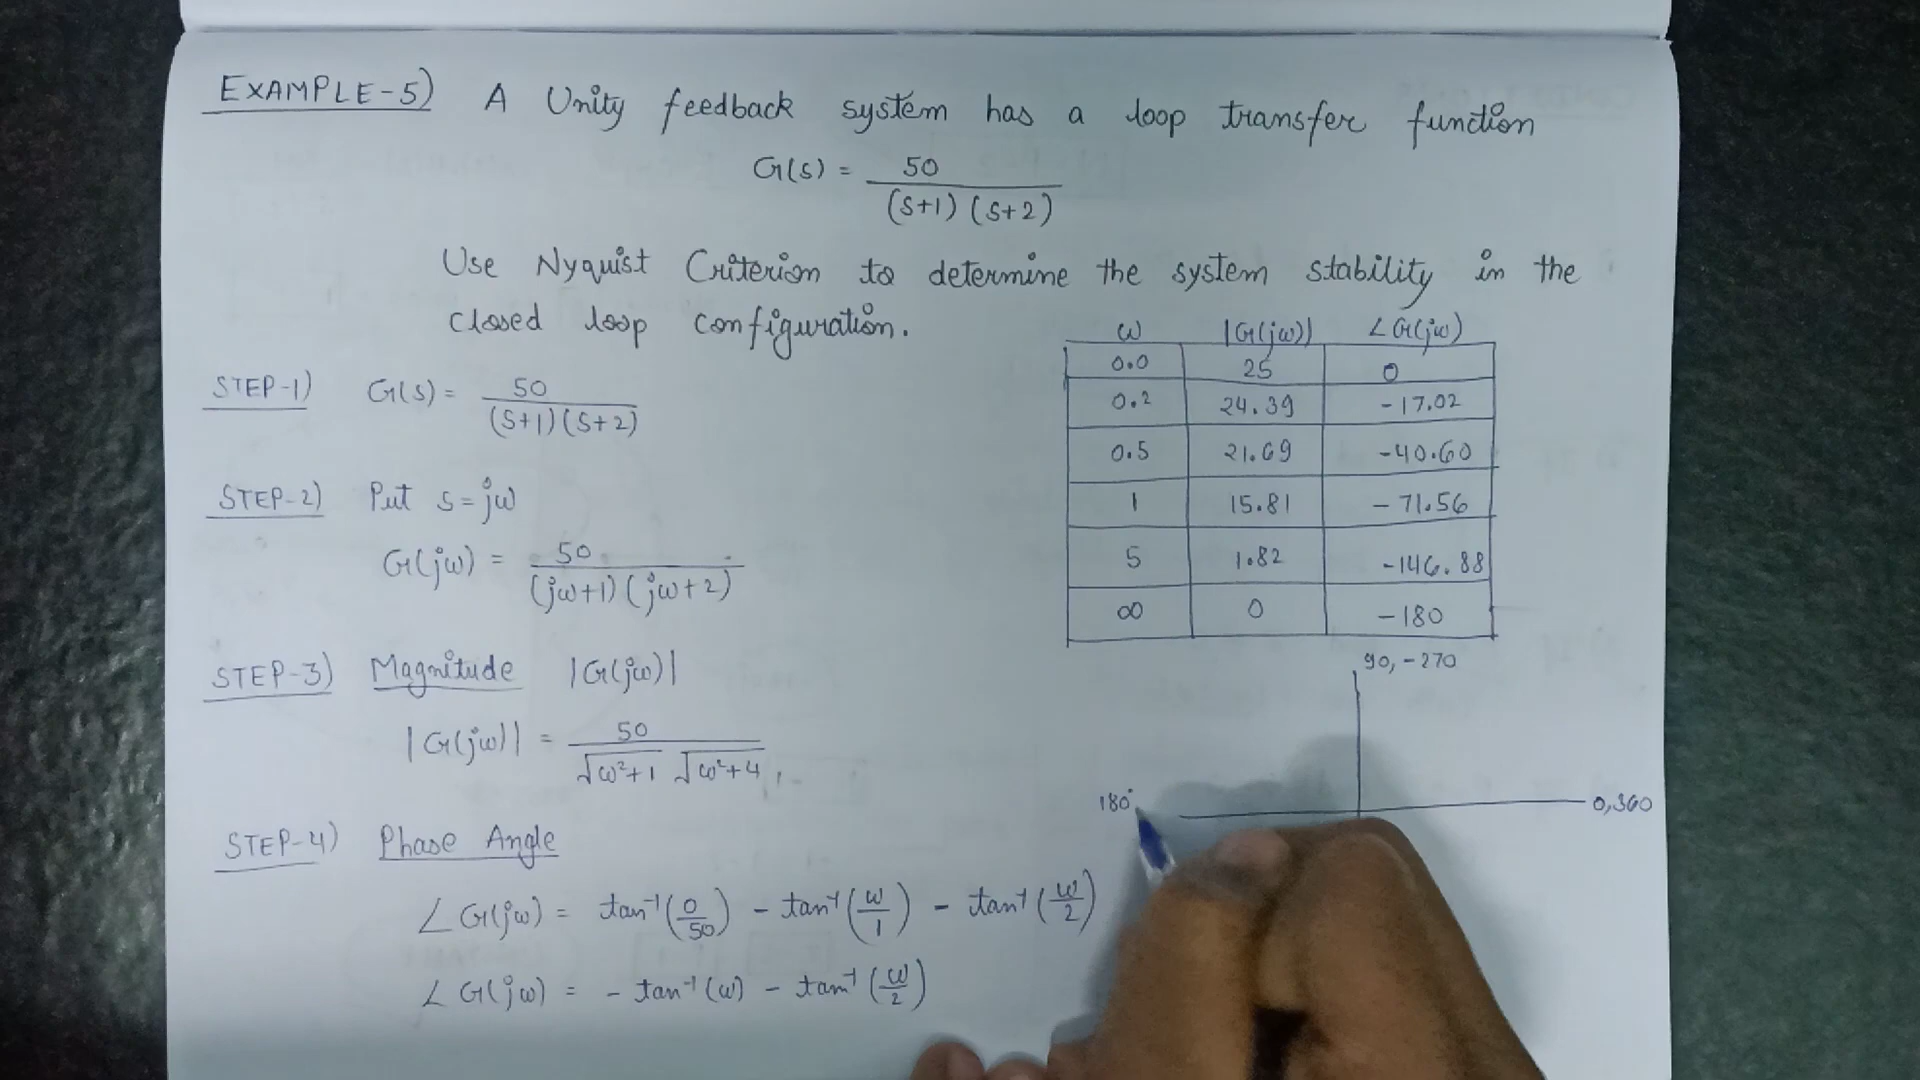 EXAMPLE-5) A Unity feedback system has a loop transfer function
G(s) = 50 / (s+1) (s+2)
Use Nyquist Criterion to determine the system stability in the
closed loop configuration.
STEP-1) G(s) = 50 / (s+1)(s+2)
STEP-2) Put s = jω
G(jω) = 50 / (jω+1) (jω+2)
STEP-3) Magnitude |G(jω)|
|G(jω)| = 50 / √ω²+1 √ω²+4
STEP-4) Phase Angle
∠G(jω) = tan⁻¹(0/50) - tan⁻¹(ω/1) - tan⁻¹(ω/2)
∠G(jω) = - tan⁻¹(ω) - tan⁻¹(ω/2)
ω |G(jω)| ∠G(jω)
0.0 25 0
0.2 24.39 -17.02
0.5 21.69 -40.60
1 15.81 -71.56
5 1.82 -146.88
∞ 0 -180
90, -270
180° 0,360